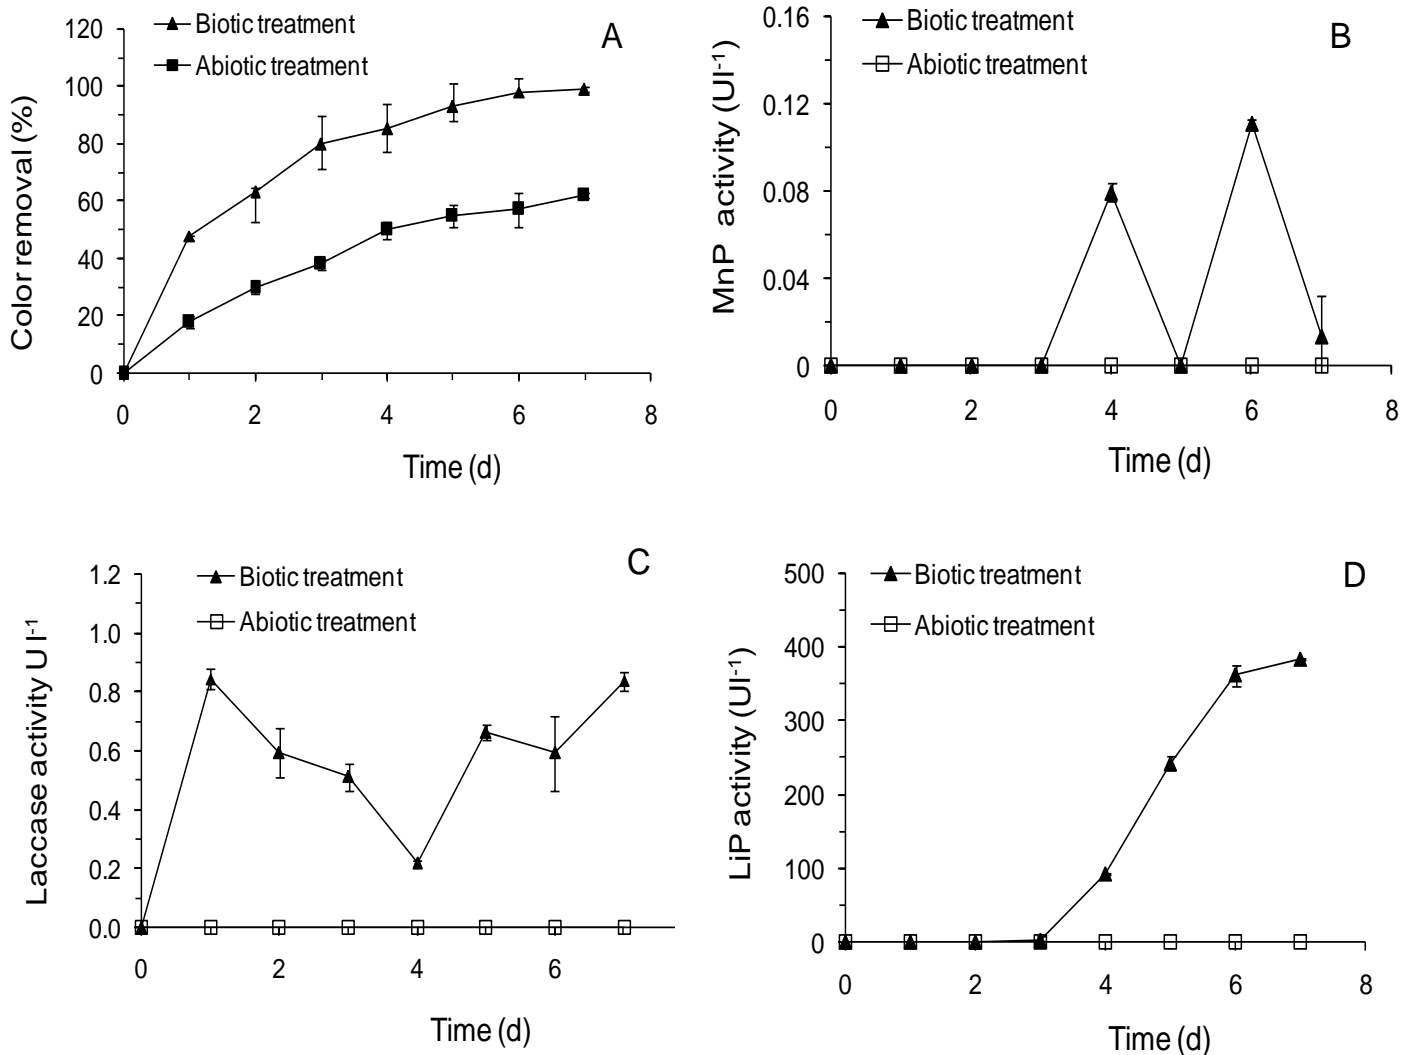 A
Biotic treatment
Abiotic treatment
Color removal (%)
120
100
80
60
40
20
0
0 2 4 6 8
Time (d)
B
Biotic treatment
Abiotic treatment
MnP activity (Ul-1)
0.16
0.12
0.08
0.04
0
0 2 4 6 8
Time (d)
C
Biotic treatment
Abiotic treatment
Laccase activity U l-1
1.2
1.0
0.8
0.6
0.4
0.2
0.0
0 2 4 6
Time (d)
D
Biotic treatment
Abiotic treatment
LiP activity (Ul-1)
500
400
300
200
100
0
0 2 4 6 8
Time (d)